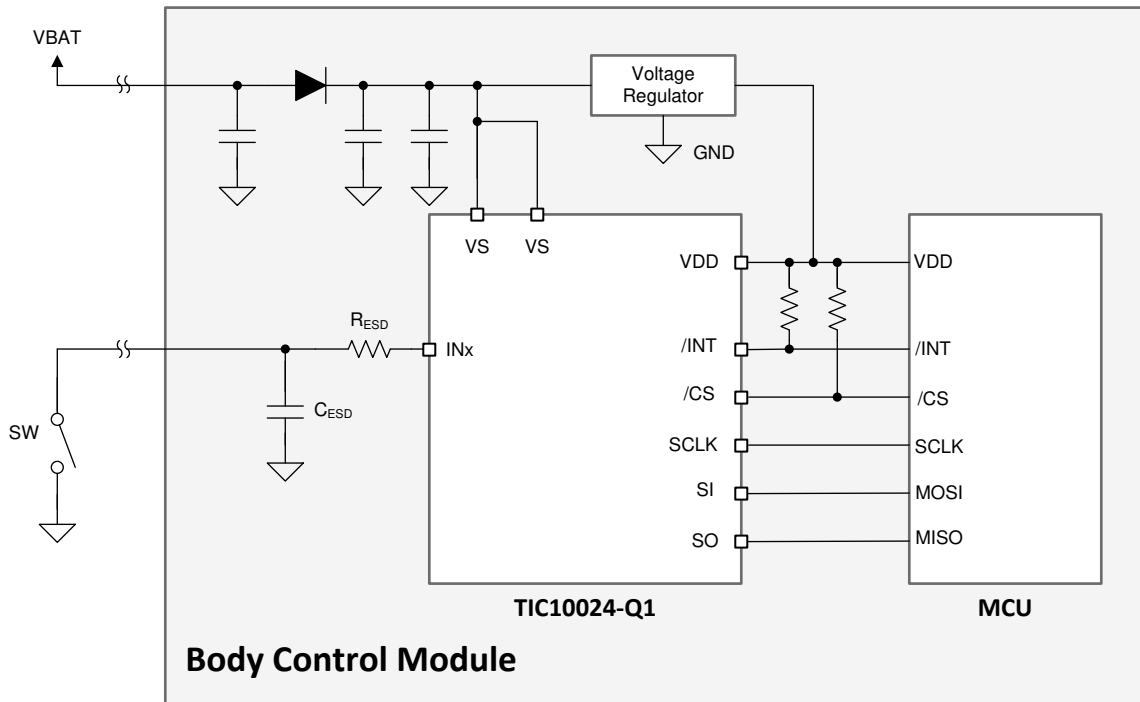 VBAT
Voltage
Regulator
GND
VS
VS
VDD
VDD
RESD
INx
/INT
/INT
CESD
/CS
/CS
SW
SCLK
SCLK
SI
MOSI
SO
MISO
TIC10024-Q1
MCU
Body Control Module